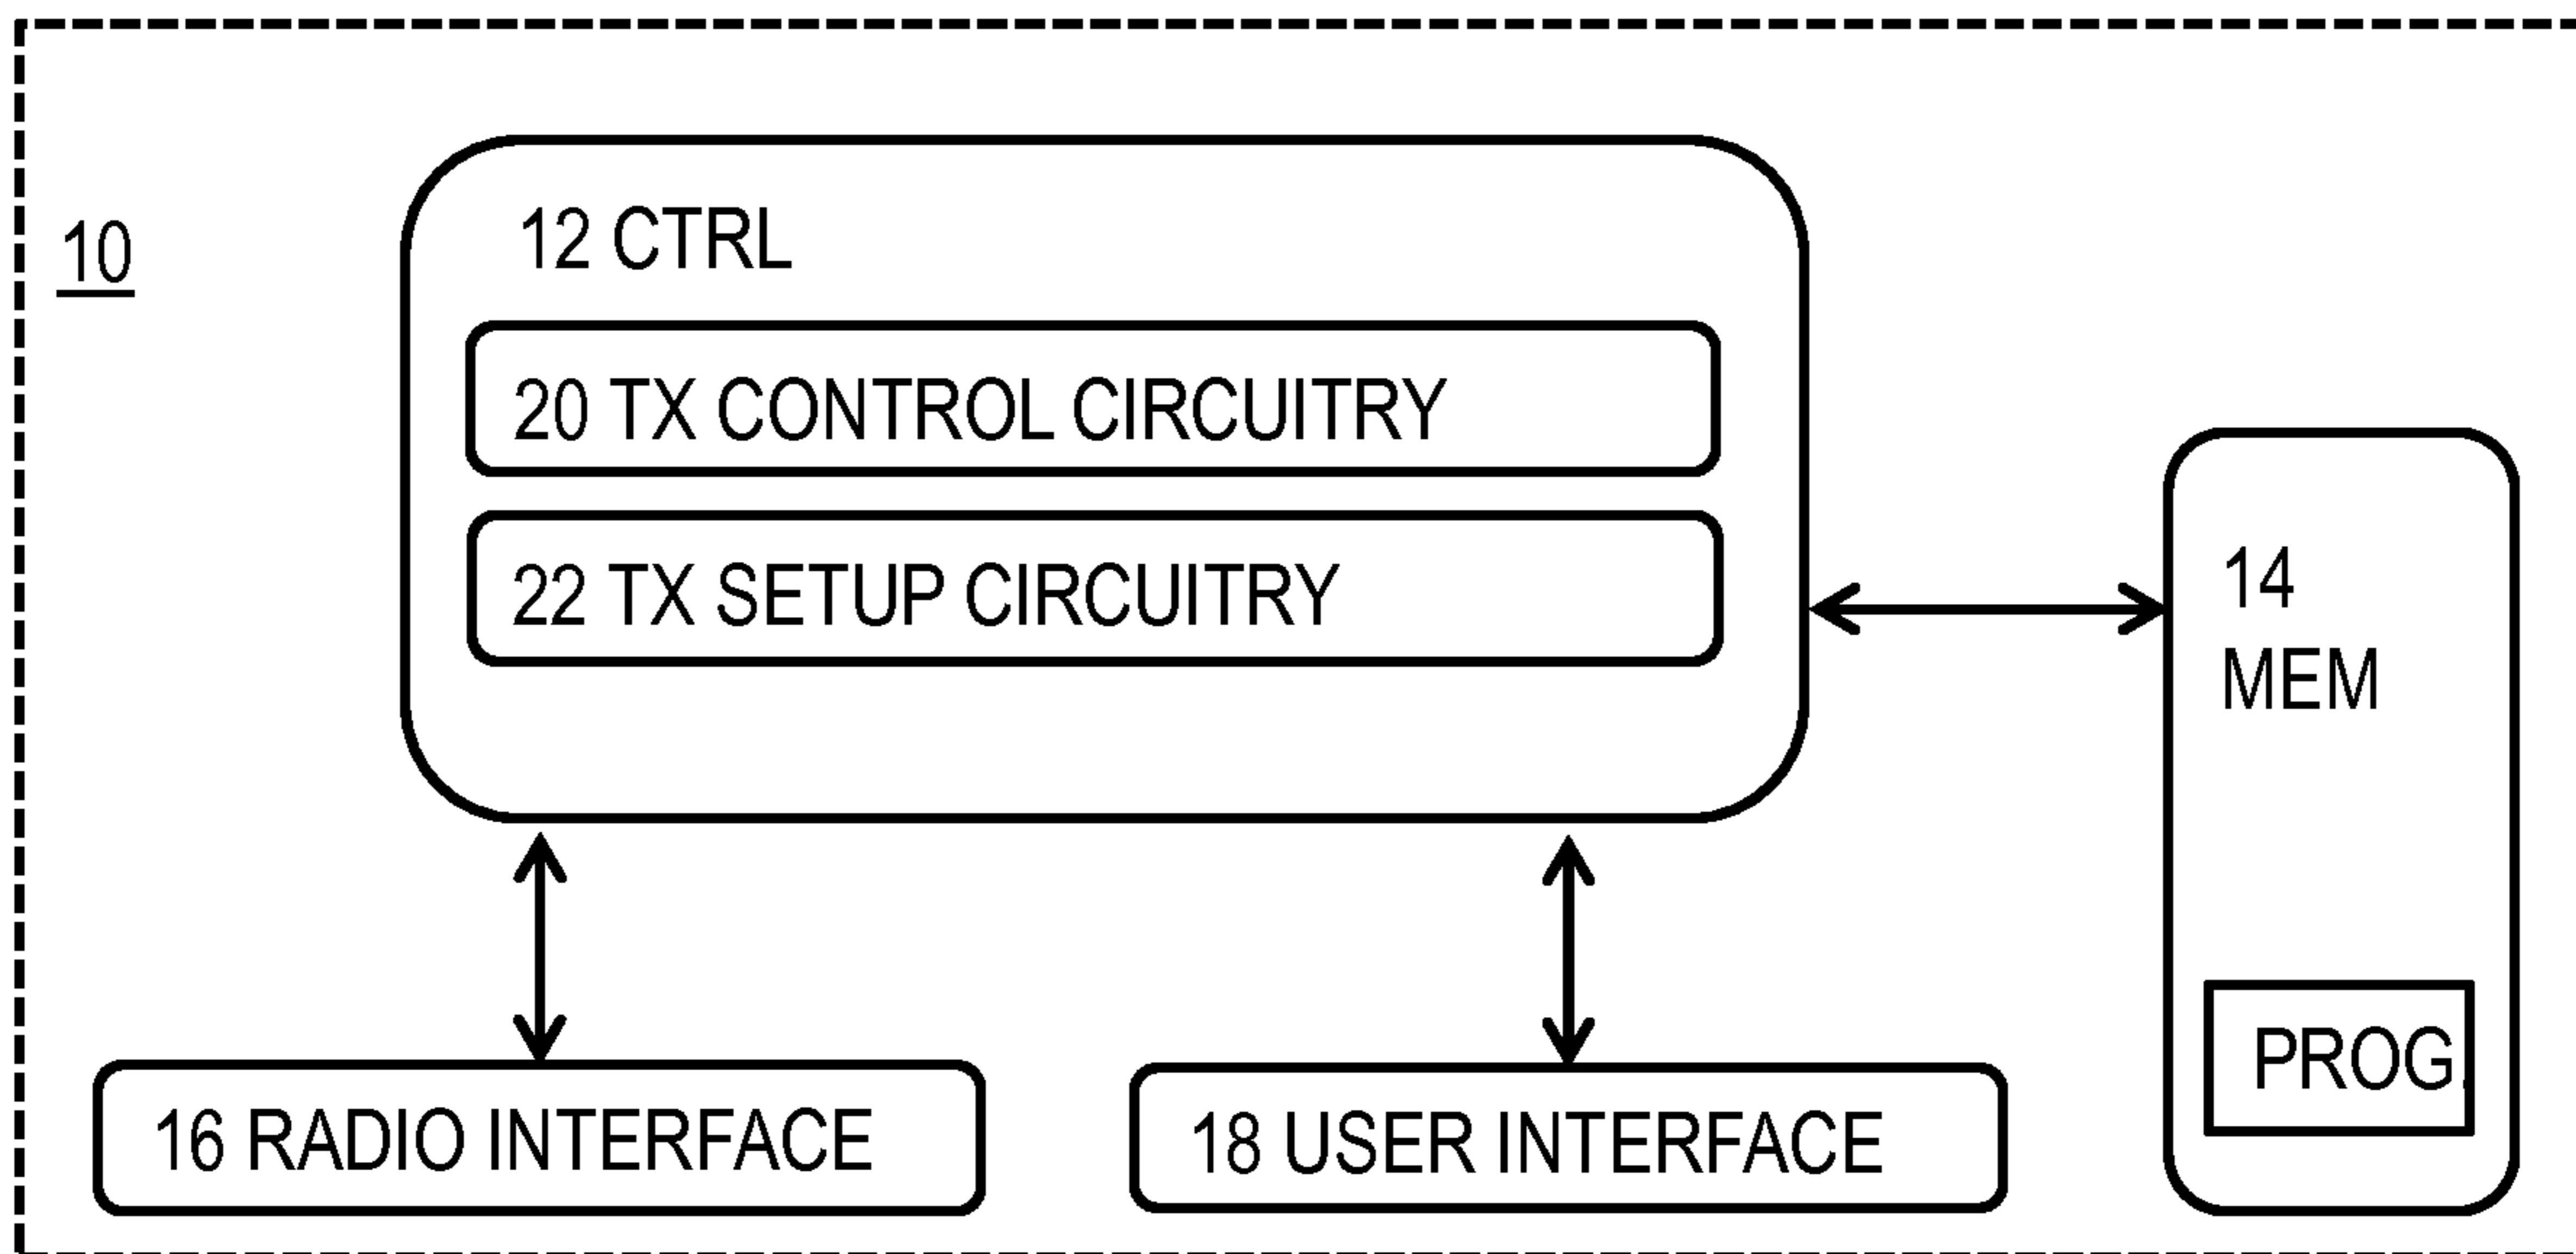 10
12 CTRL
20 TX CONTROL CIRCUITRY
22 TX SETUP CIRCUITRY
14
MEM
PROG.
16 RADIO INTERFACE
18 USER INTERFACE